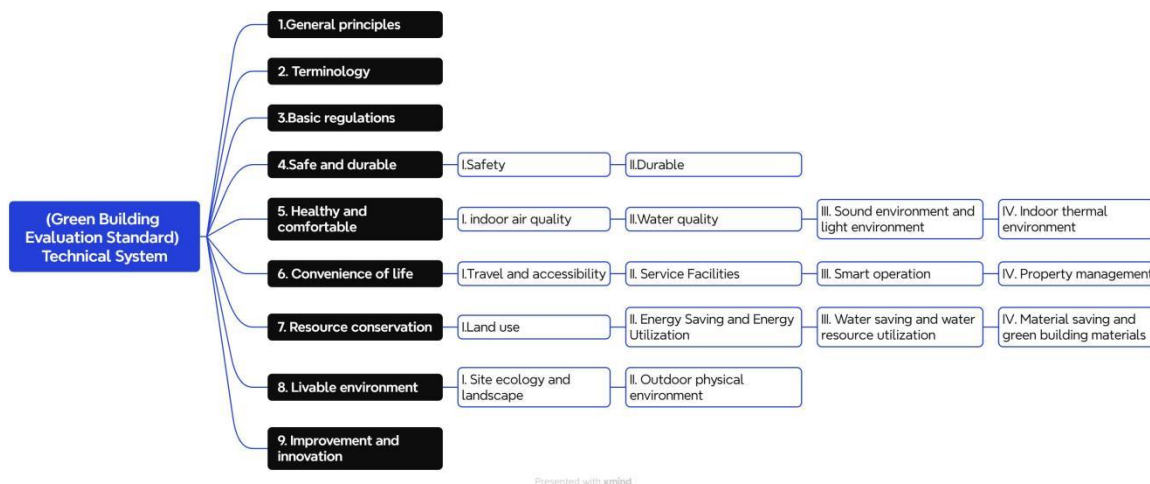 (Green Building
Evaluation Standard)
Technical System
1.General principles
2. Terminology
3.Basic regulations
4.Safe and durable
I.Safety
II.Durable
5. Healthy and
comfortable
I. indoor air quality
II.Water quality
III. Sound environment and
light environment
IV. Indoor thermal
environment
6. Convenience of life
I.Travel and accessibility
II. Service Facilities
III. Smart operation
IV. Property management
7. Resource conservation
I.Land use
II. Energy Saving and Energy
Utilization
III. Water saving and water
resource utilization
IV. Material saving and
green building materials
8. Livable environment
I. Site ecology and
landscape
II. Outdoor physical
environment
9. Improvement and
innovation
Presented with xmind